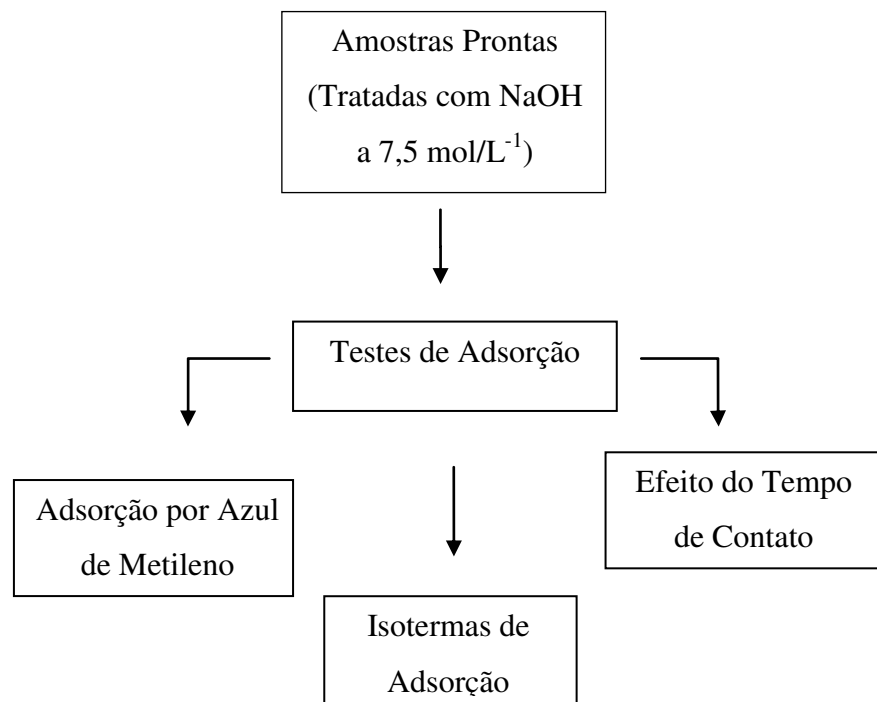 Amostras Prontas
(Tratadas com NaOH
a 7,5 mol/L⁻¹)
Testes de Adsorção
Adsorção por Azul
de Metileno
Efeito do Tempo
de Contato
Isotermas de
Adsorção